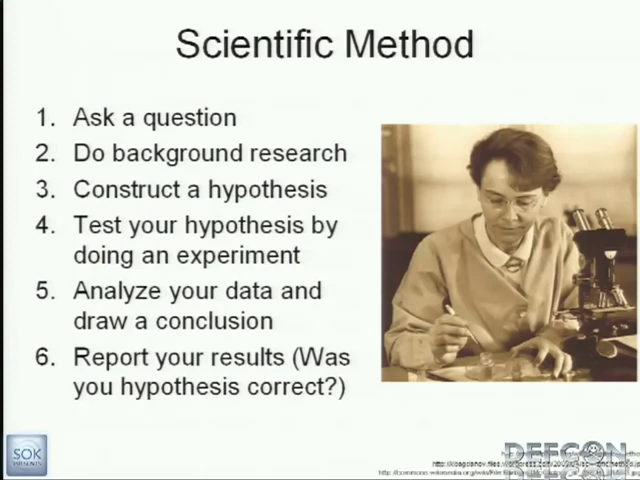 Scientific Method
1. Ask a question
2. Do background research
3. Construct a hypothesis
4. Test your hypothesis by
doing an experiment
5. Analyze your data and
draw a conclusion
6. Report your results (Was
you hypothesis correct?)
SOK
DEFCON